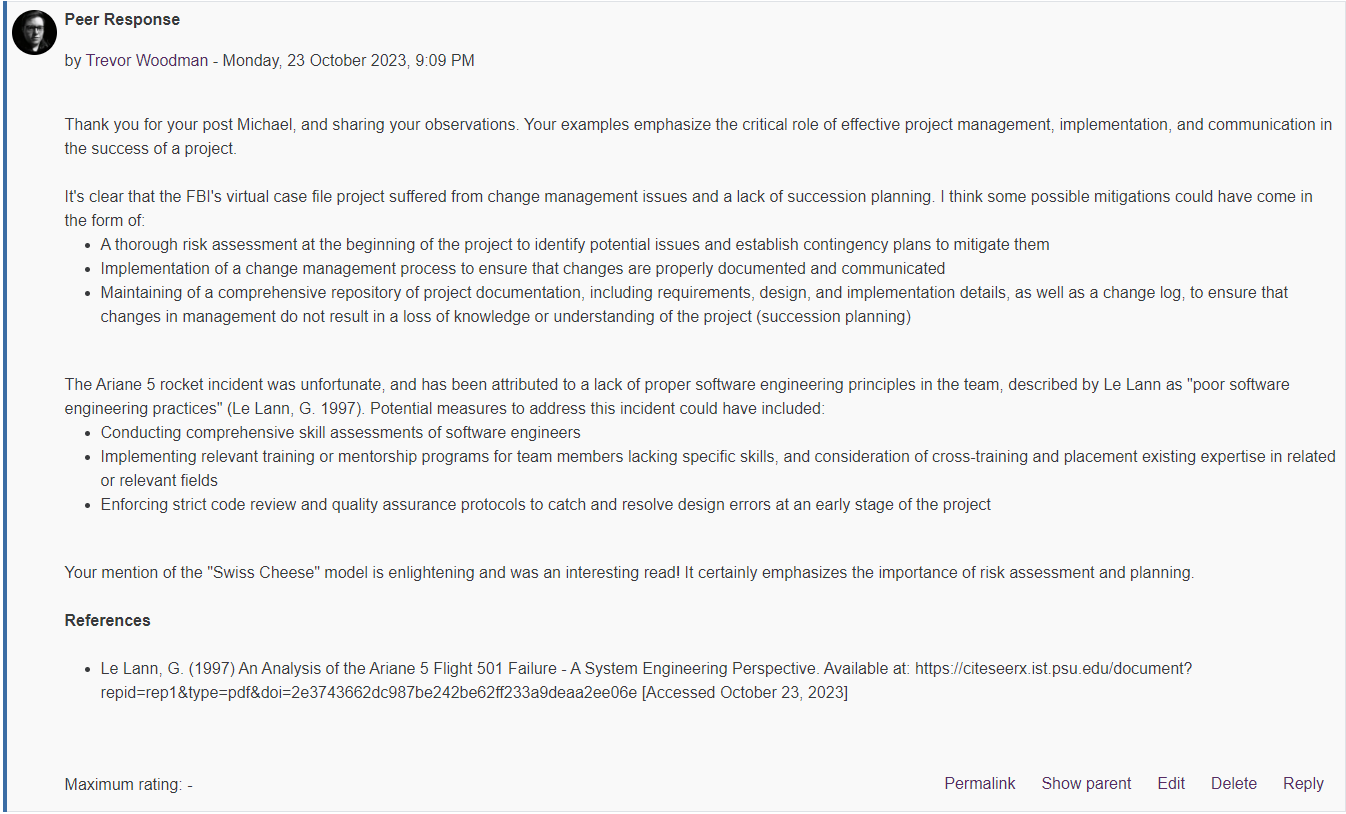 Peer Response
by Trevor Woodman - Monday, 23 October 2023, 9:09 PM
Thank you for your post Michael, and sharing your observations. Your examples emphasize the critical role of effective project management, implementation, and communication in
the success of a project.
It's clear that the FBI's virtual case file project suffered from change management issues and a lack of succession planning. I think some possible mitigations could have come in
the form of:
• A thorough risk assessment at the beginning of the project to identify potential issues and establish contingency plans to mitigate them
• Implementation of a change management process to ensure that changes are properly documented and communicated
• Maintaining of a comprehensive repository of project documentation, including requirements, design, and implementation details, as well as a change log, to ensure that
changes in management do not result in a loss of knowledge or understanding of the project (succession planning)
The Ariane 5 rocket incident was unfortunate, and has been attributed to a lack of proper software engineering principles in the team, described by Le Lann as "poor software
engineering practices" (Le Lann, G. 1997). Potential measures to address this incident could have included:
• Conducting comprehensive skill assessments of software engineers
• Implementing relevant training or mentorship programs for team members lacking specific skills, and consideration of cross-training and placement existing expertise in related
or relevant fields
• Enforcing strict code review and quality assurance protocols to catch and resolve design errors at an early stage of the project
Your mention of the "Swiss Cheese" model is enlightening and was an interesting read! It certainly emphasizes the importance of risk assessment and planning.
References
• Le Lann, G. (1997) An Analysis of the Ariane 5 Flight 501 Failure - A System Engineering Perspective. Available at: https://citeseerx.ist.psu.edu/document?
repid=rep1&type=pdf&doi=2e3743662dc987be242be62ff233a9deaa2ee06e [Accessed October 23, 2023]
Maximum rating: -
Permalink Show parent Edit Delete Reply